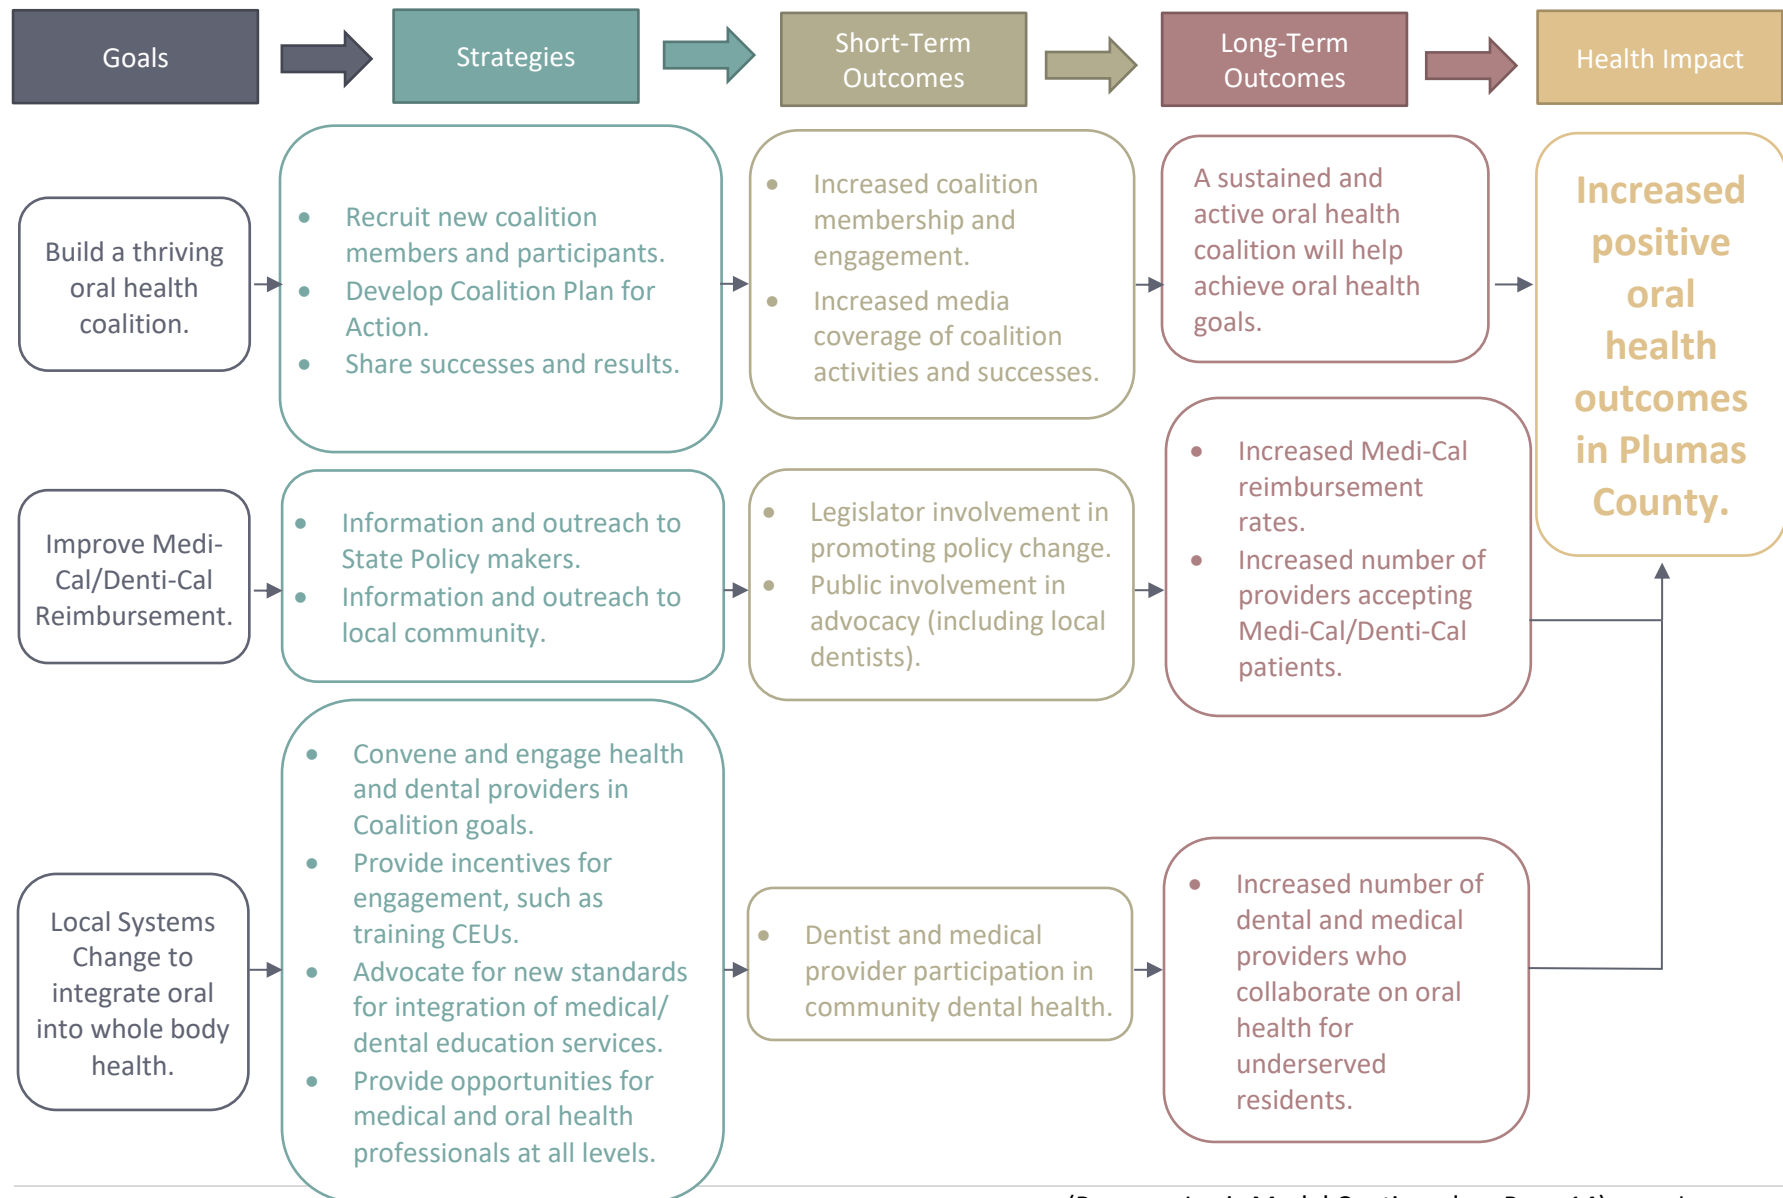 Goals
Strategies
Short-Term
Outcomes
Long-Term
Outcomes
Health Impact
Build a thriving
oral health
coalition.
• Recruit new coalition
members and participants.
• Develop Coalition Plan for
Action.
• Share successes and results.
• Increased coalition
membership and
engagement.
• Increased media
coverage of coalition
activities and successes.
A sustained and
active oral health
coalition will help
achieve oral health
goals.
Increased
positive
oral
health
outcomes
in Plumas
County.
Improve Medi-
Cal/Denti-Cal
Reimbursement.
• Information and outreach to
State Policy makers.
• Information and outreach to
local community.
• Legislator involvement in
promoting policy change.
• Public involvement in
advocacy (including local
dentists).
• Increased Medi-Cal
reimbursement
rates.
• Increased number of
providers accepting
Medi-Cal/Denti-Cal
patients.
Local Systems
Change to
integrate oral
into whole body
health.
• Convene and engage health
and dental providers in
Coalition goals.
• Provide incentives for
engagement, such as
training CEUs.
• Advocate for new standards
for integration of medical/
dental education services.
• Provide opportunities for
medical and oral health
professionals at all levels.
• Dentist and medical
provider participation in
community dental health.
• Increased number of
dental and medical
providers who
collaborate on oral
health for
underserved
residents.